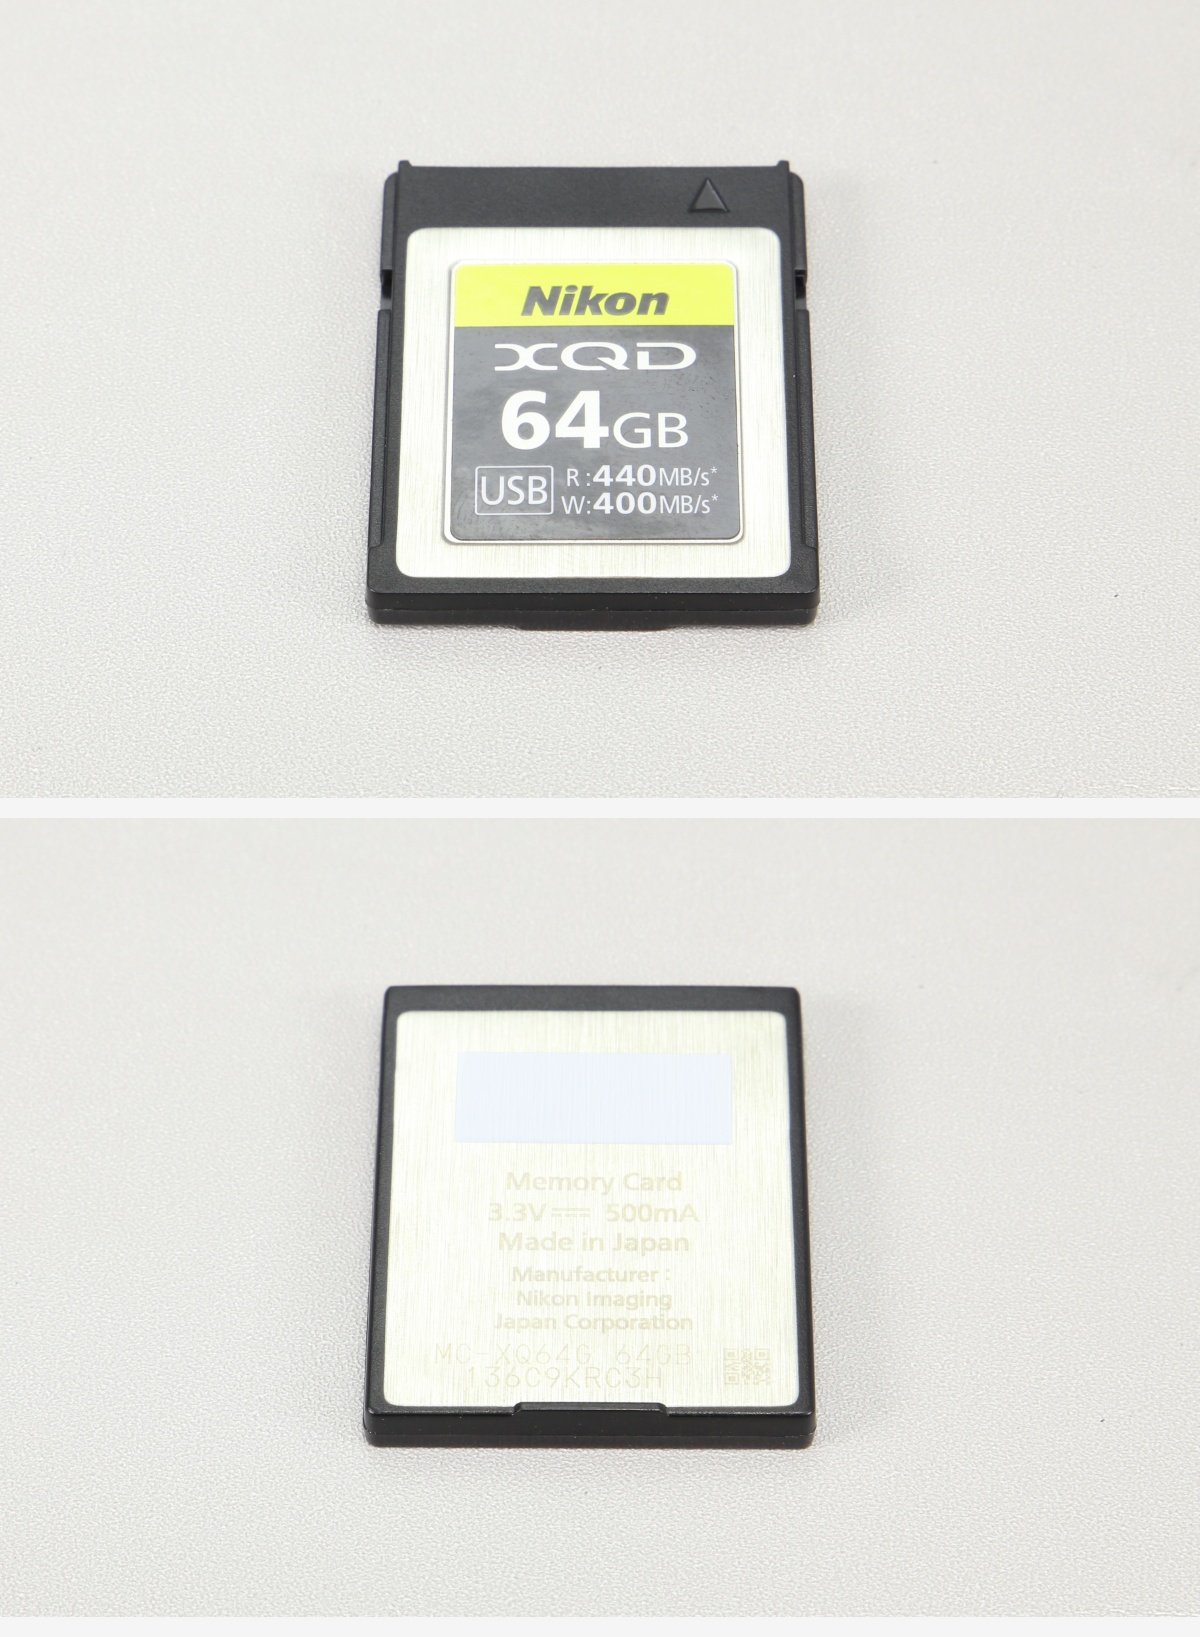 Nikon
XQD
64GB
USB
R:440MB/s*
W:400MB/s*
Memory Card
3.3V⎓ 500mA
Made in Japan
Manufacturer :
Nikon Imaging
Japan Corporation
MC-XQ64G 64GB
136C9KRC3H